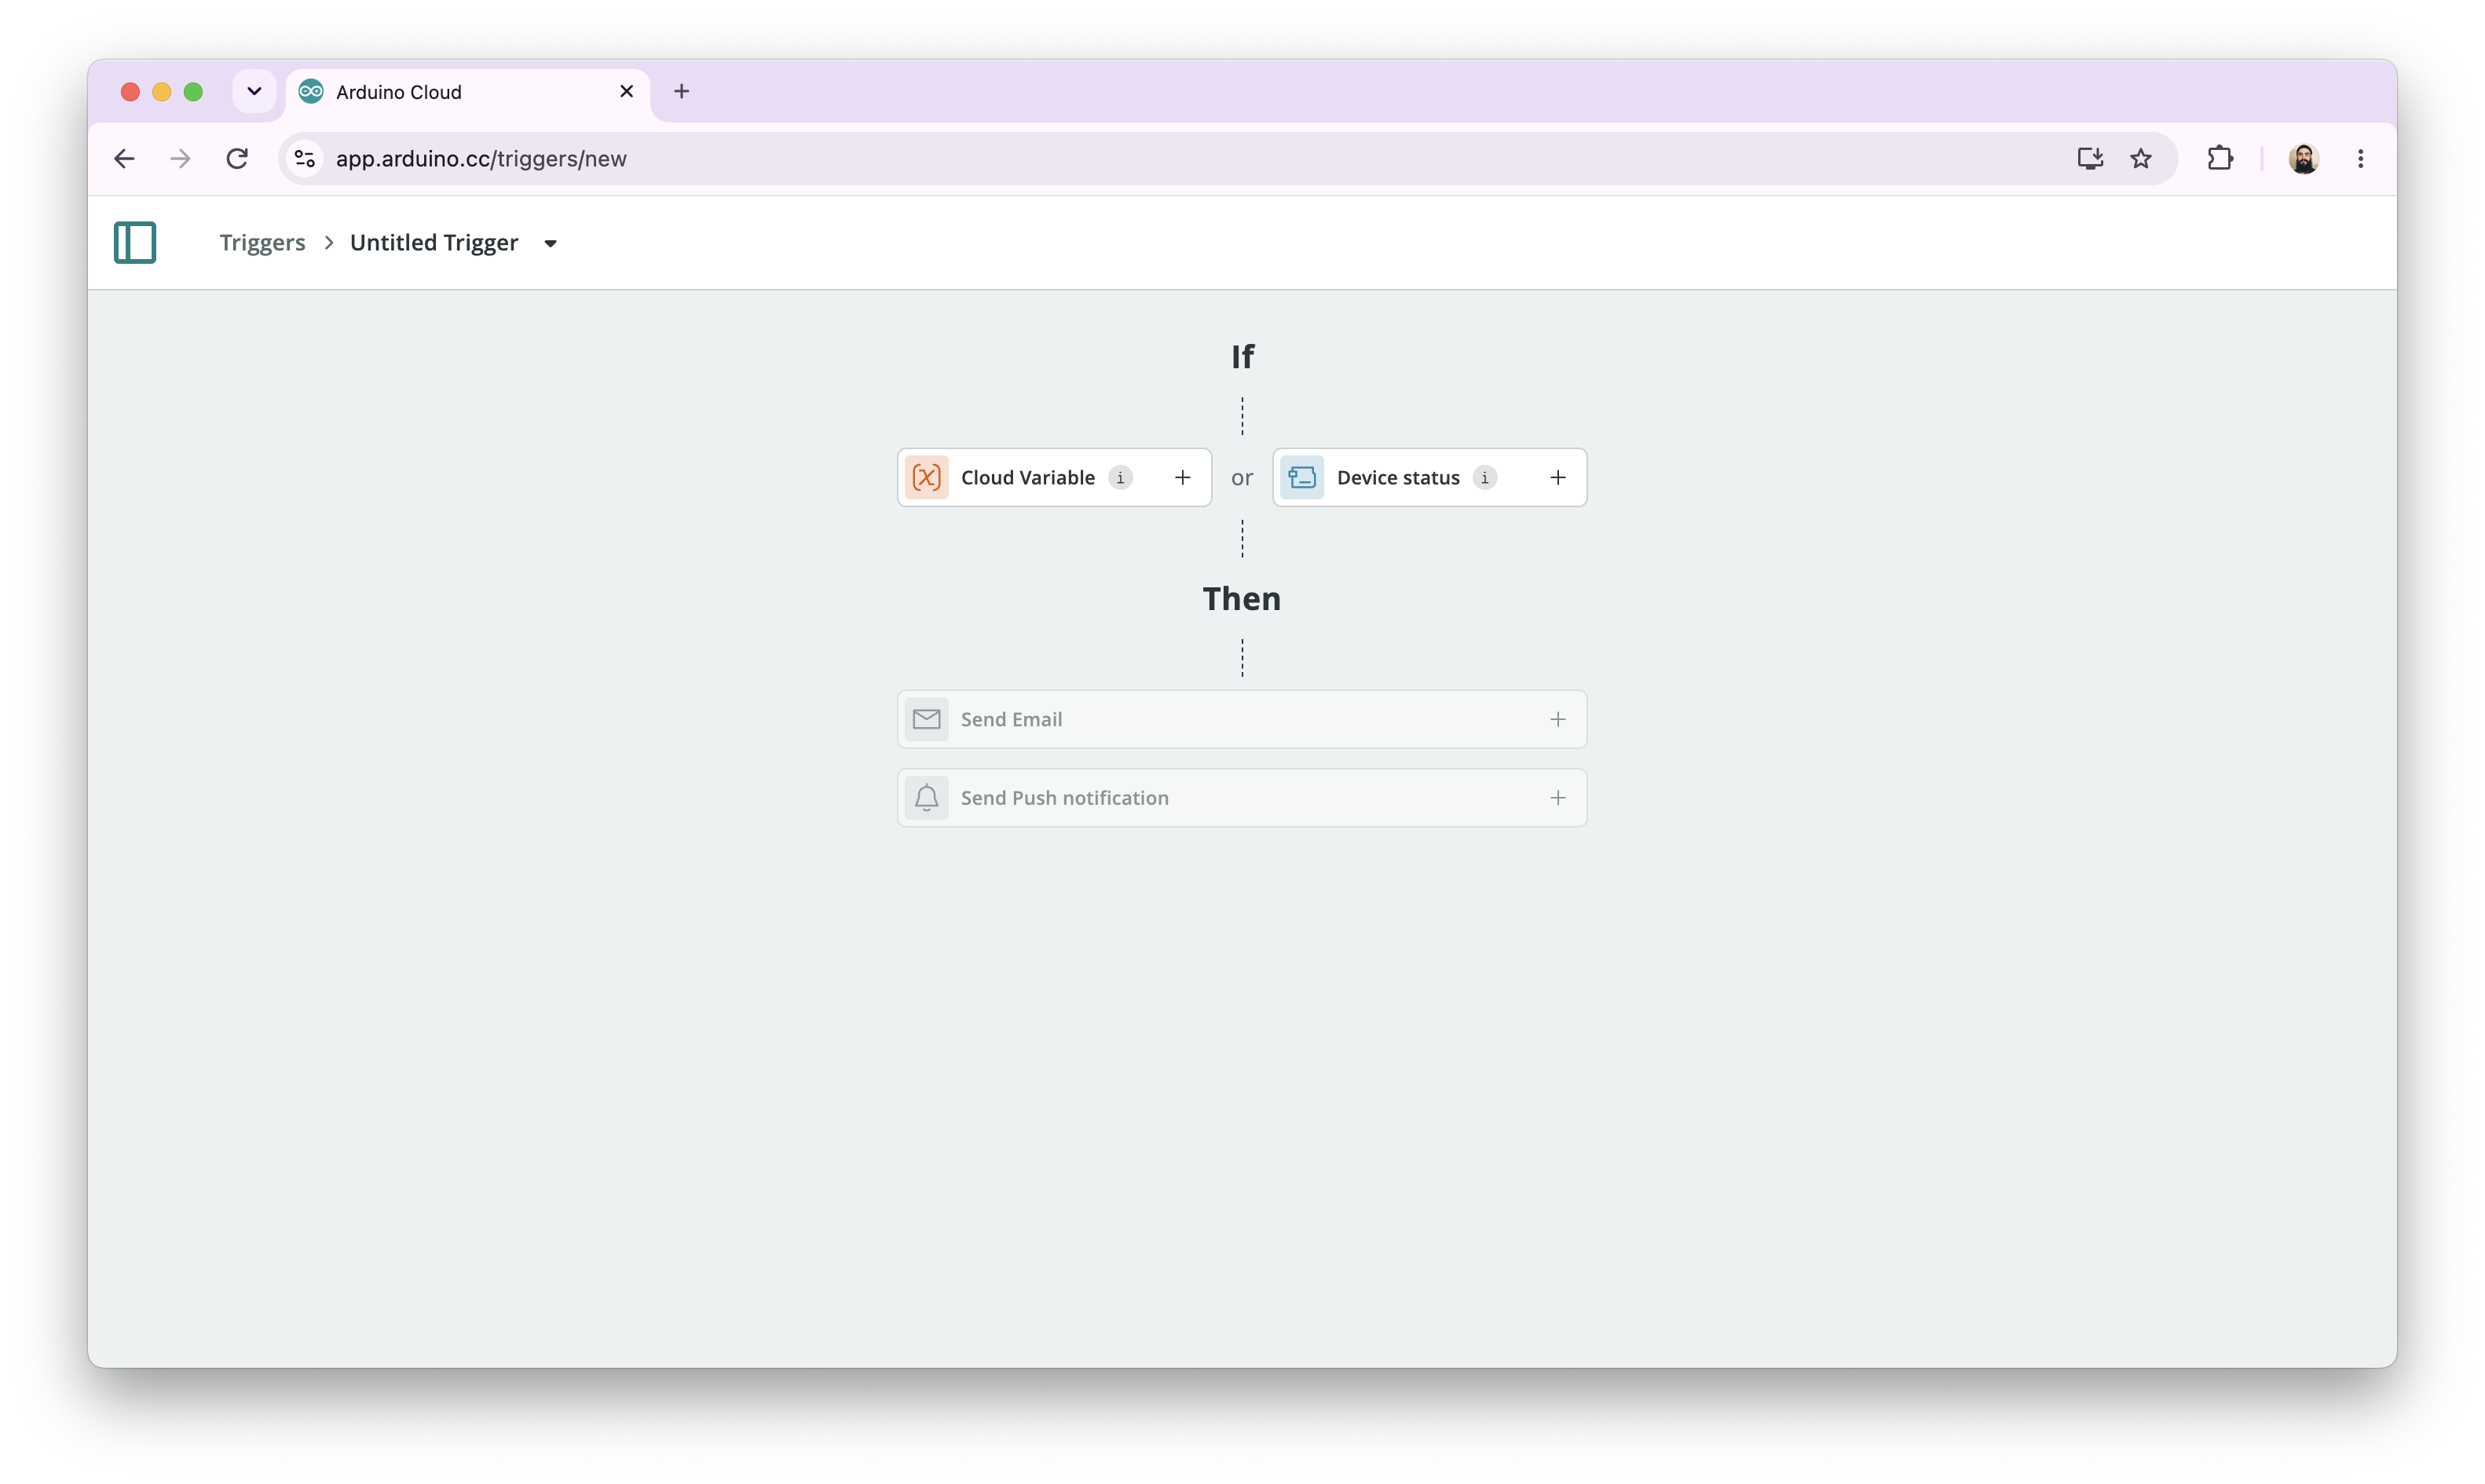 Arduino Cloud
app.arduino.cc/triggers/new
Triggers > Untitled Trigger
If
Cloud Variable i + or Device status i +
Then
Send Email +
Send Push notification +